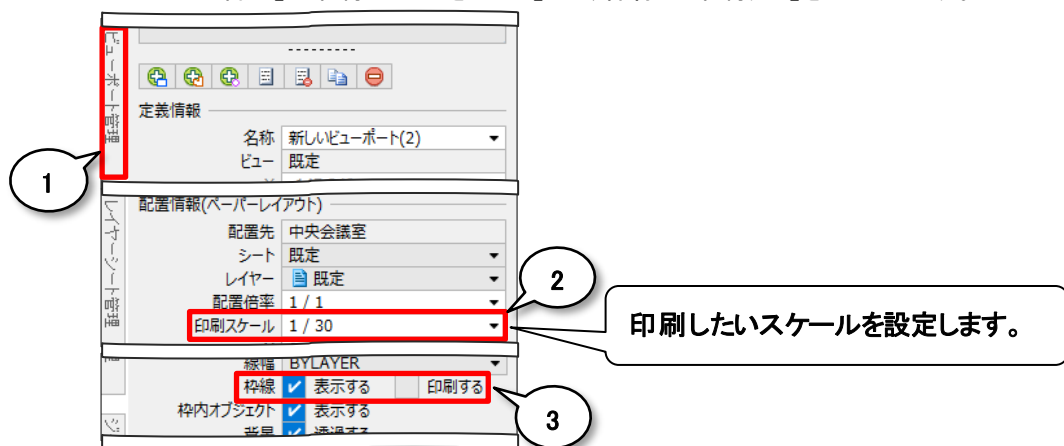 ビューポート管理
定義情報
名称 新しいビューポート(2)
ビュー 既定
1
配置情報(ペーパーレイアウト)
配置先 中央会議室
シート 既定
レイヤー 既定
配置倍率 1 / 1
印刷スケール 1 / 30
2
印刷したいスケールを設定します。
レイヤーシート管理
線幅 BYLAYER
枠線 表示する 印刷する
枠内オブジェクト 表示する
背景 透過する
3